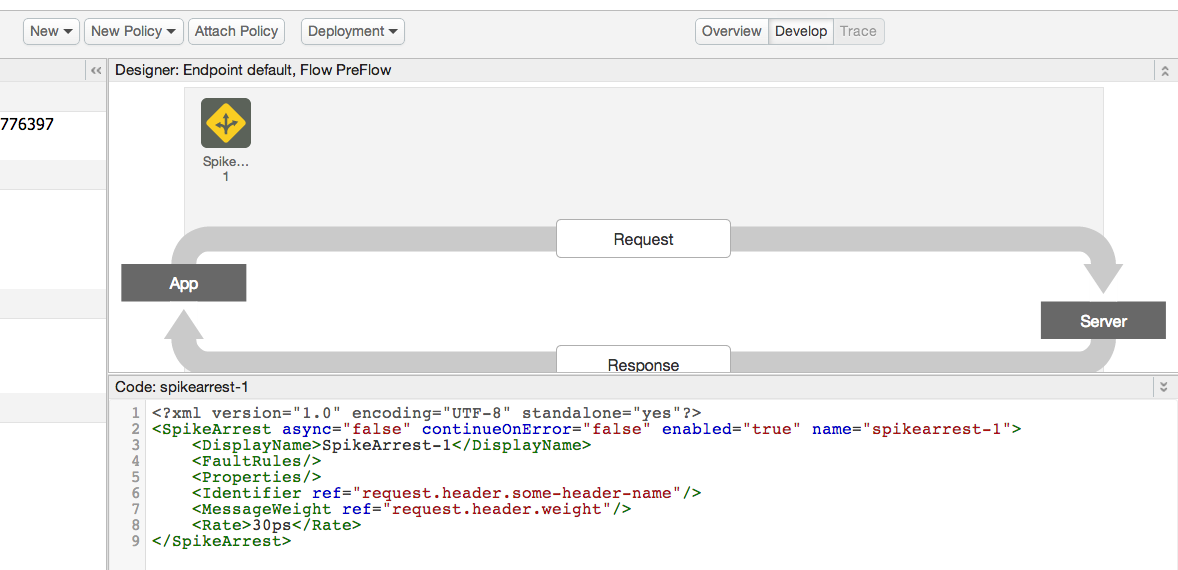 New New Policy Attach Policy Deployment Overview Develop Trace
Designer: Endpoint default, Flow PreFlow
776397
Spike...
1
Request
App
Server
Response
Code: spikearrest-1
1 <?xml version="1.0" encoding="UTF-8" standalone="yes"?>
2 <SpikeArrest async="false" continueOnError="false" enabled="true" name="spikearrest-1">
3 <DisplayName>SpikeArrest-1</DisplayName>
4 <FaultRules/>
5 <Properties/>
6 <Identifier ref="request.header.some-header-name"/>
7 <MessageWeight ref="request.header.weight"/>
8 <Rate>30ps</Rate>
9 </SpikeArrest>